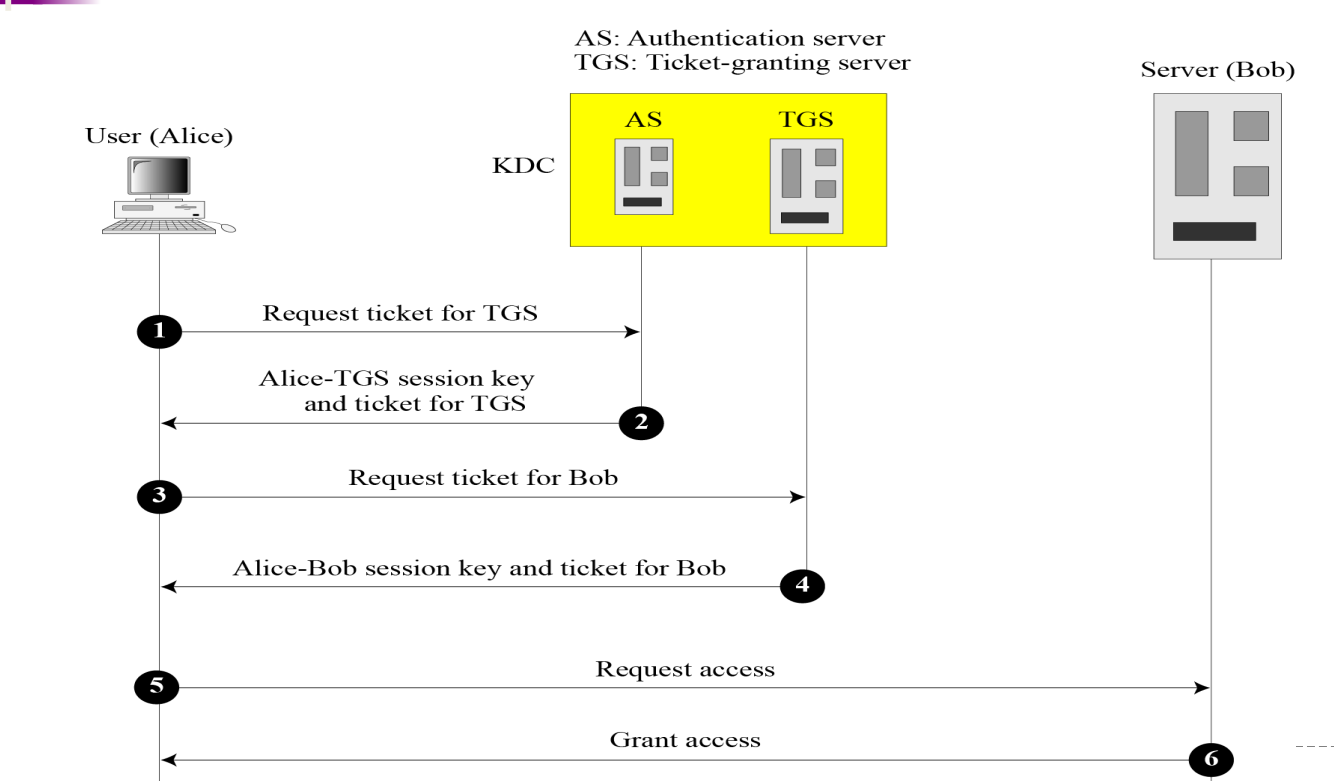 AS: Authentication server
TGS: Ticket-granting server
Server (Bob)
User (Alice)
AS
TGS
KDC
1
Request ticket for TGS
Alice-TGS session key
and ticket for TGS
2
3
Request ticket for Bob
Alice-Bob session key and ticket for Bob
4
5
Request access
Grant access
6